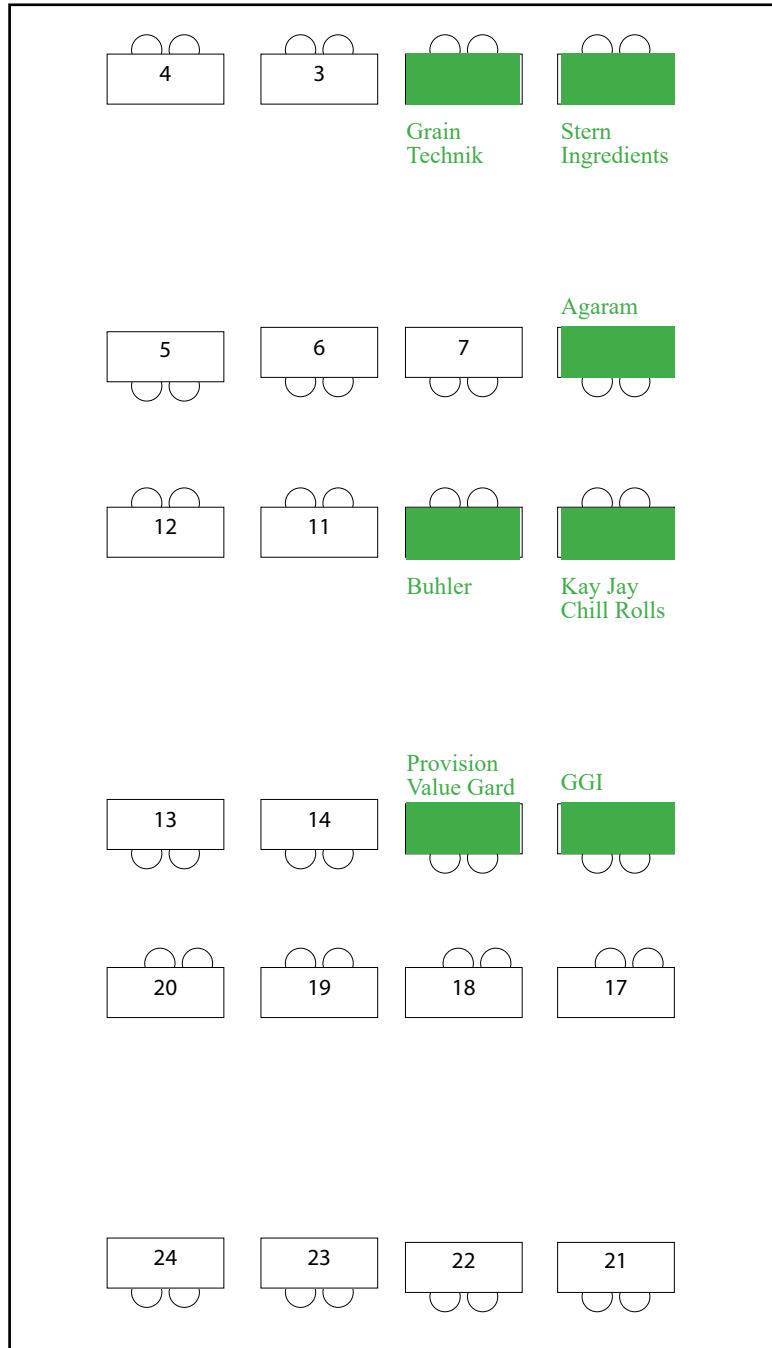 4
3
Grain
Technik
Stern
Ingredients
Agaram
5
6
7
12
11
Buhler
Kay Jay
Chill Rolls
Provision
Value Gard
GGI
13
14
20
19
18
17
24
23
22
21